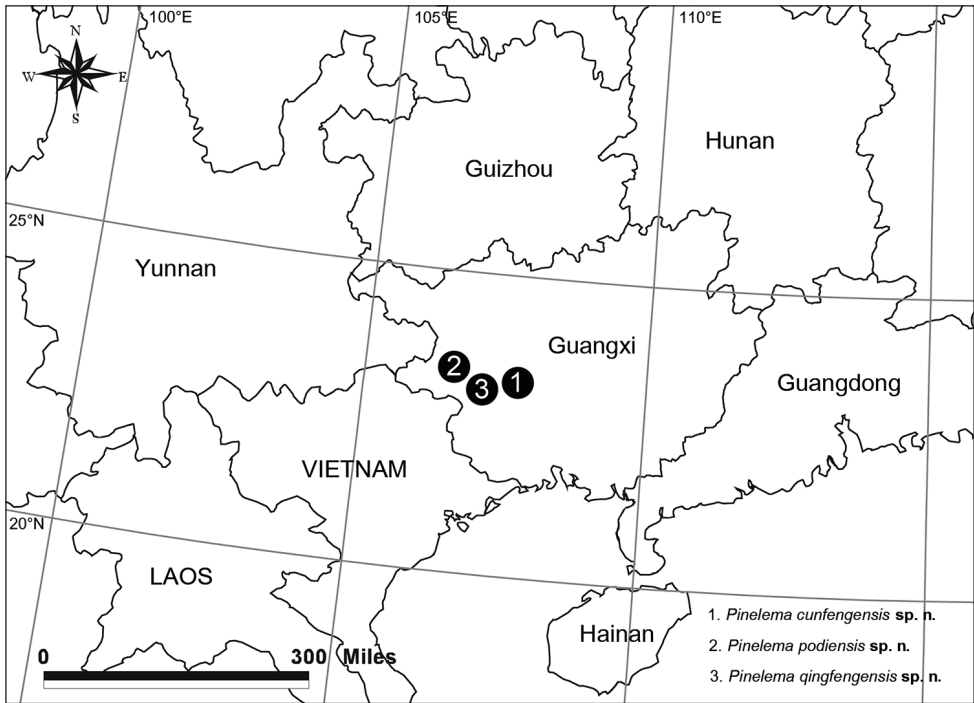 100°E
105°E
110°E
N
W E
S
Hunan
Guizhou
25°N
Yunnan
Guangxi
2
3 1
Guangdong
VIETNAM
20°N
LAOS
Hainan
1. Pinelema cunfengensis sp. n.
2. Pinelema podiensis sp. n.
3. Pinelema qingfengensis sp. n.
0 300 Miles